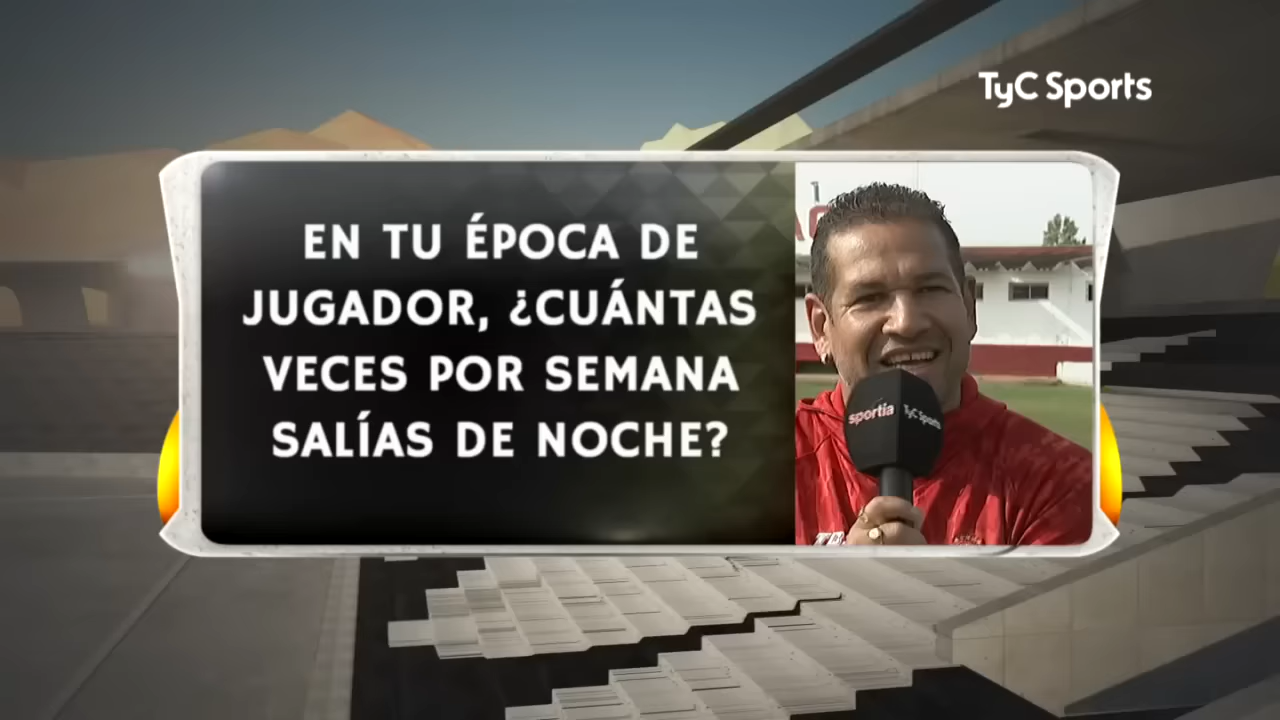 TyC Sports
EN TU ÉPOCA DE
JUGADOR, ¿CUÁNTAS
VECES POR SEMANA
SALÍAS DE NOCHE?
sportia
TyC Sports